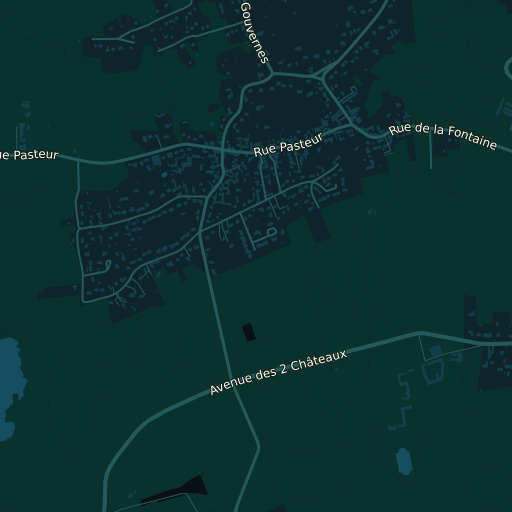 Gouvernes
Rue de la Fontaine
Rue Pasteur
ue Pasteur
Avenue des 2 Châteaux